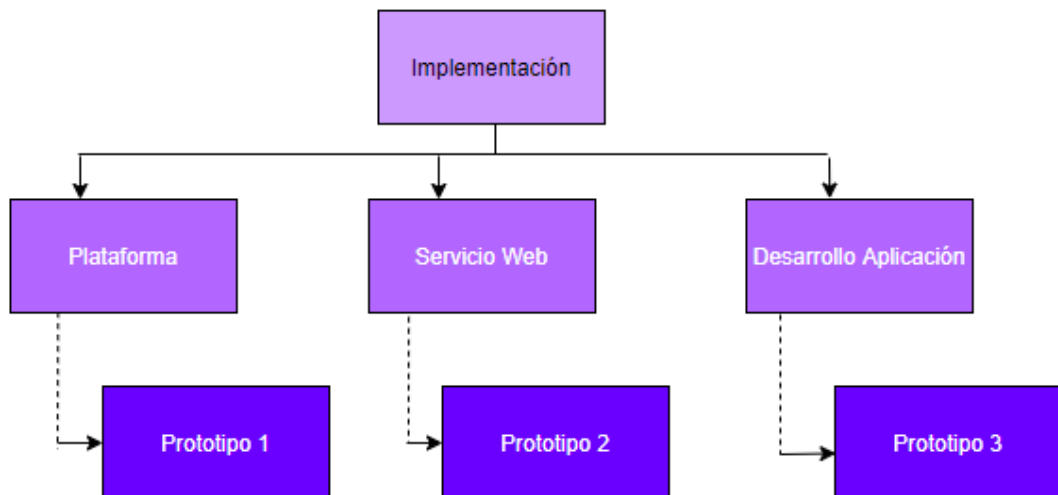 Implementación
Plataforma
Servicio Web
Desarrollo Aplicación
Prototipo 1
Prototipo 2
Prototipo 3